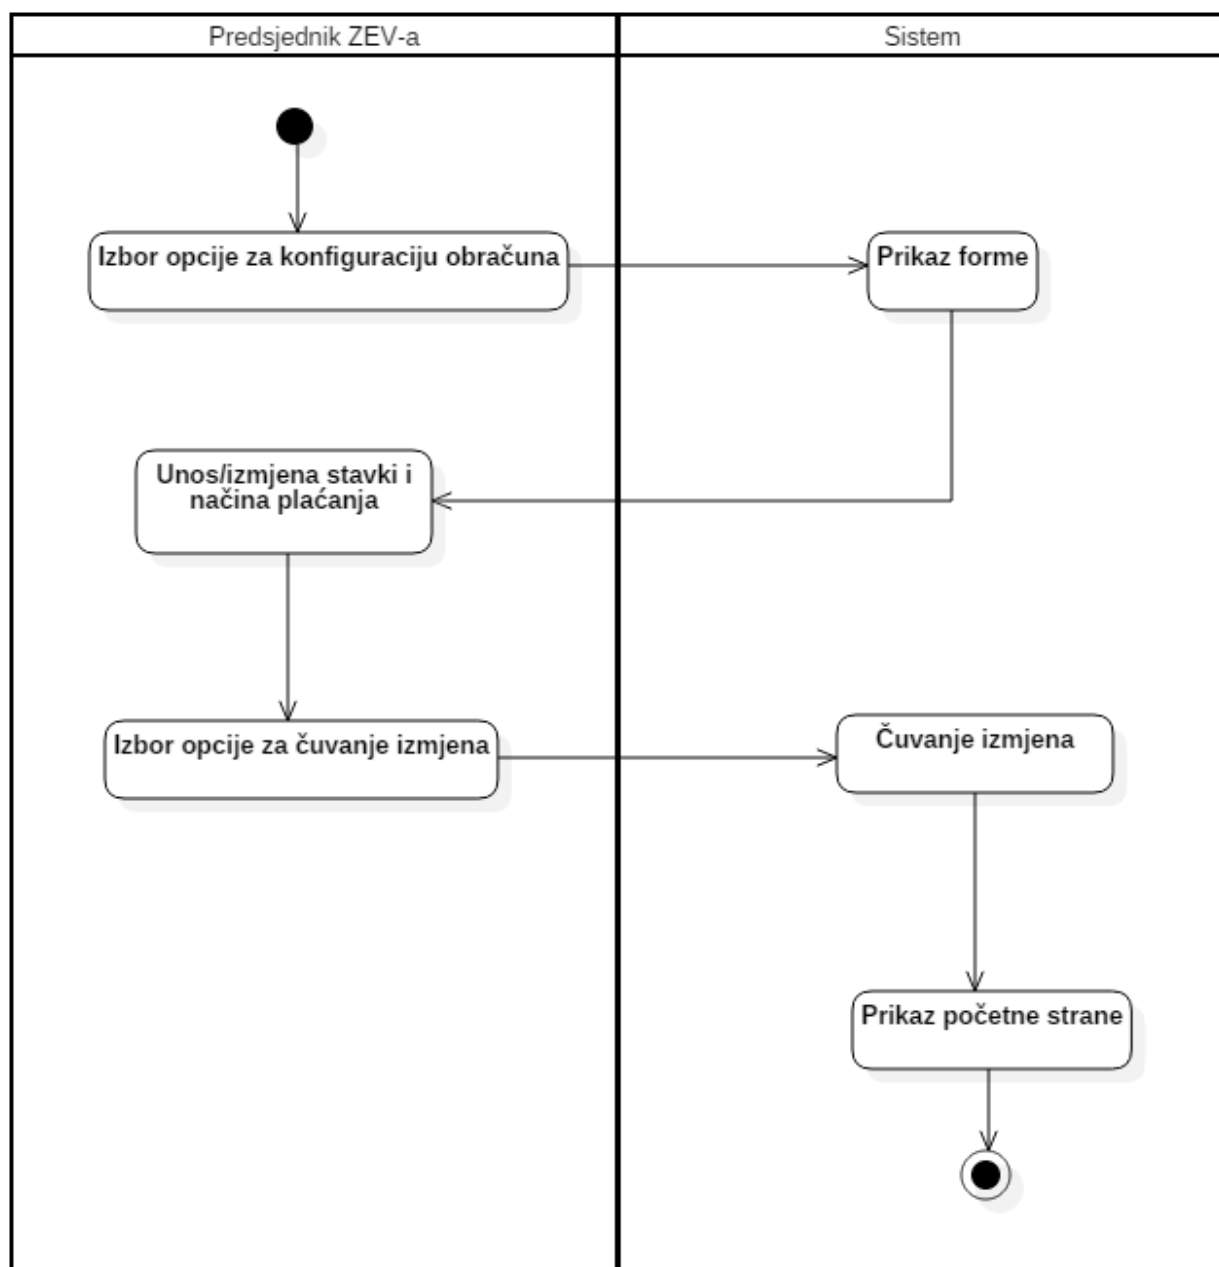 Predsjednik ZEV-a
Sistem
Izbor opcije za konfiguraciju obračuna
Prikaz forme
Unos/izmjena stavki i
načina plaćanja
Izbor opcije za čuvanje izmjena
Čuvanje izmjena
Prikaz početne strane